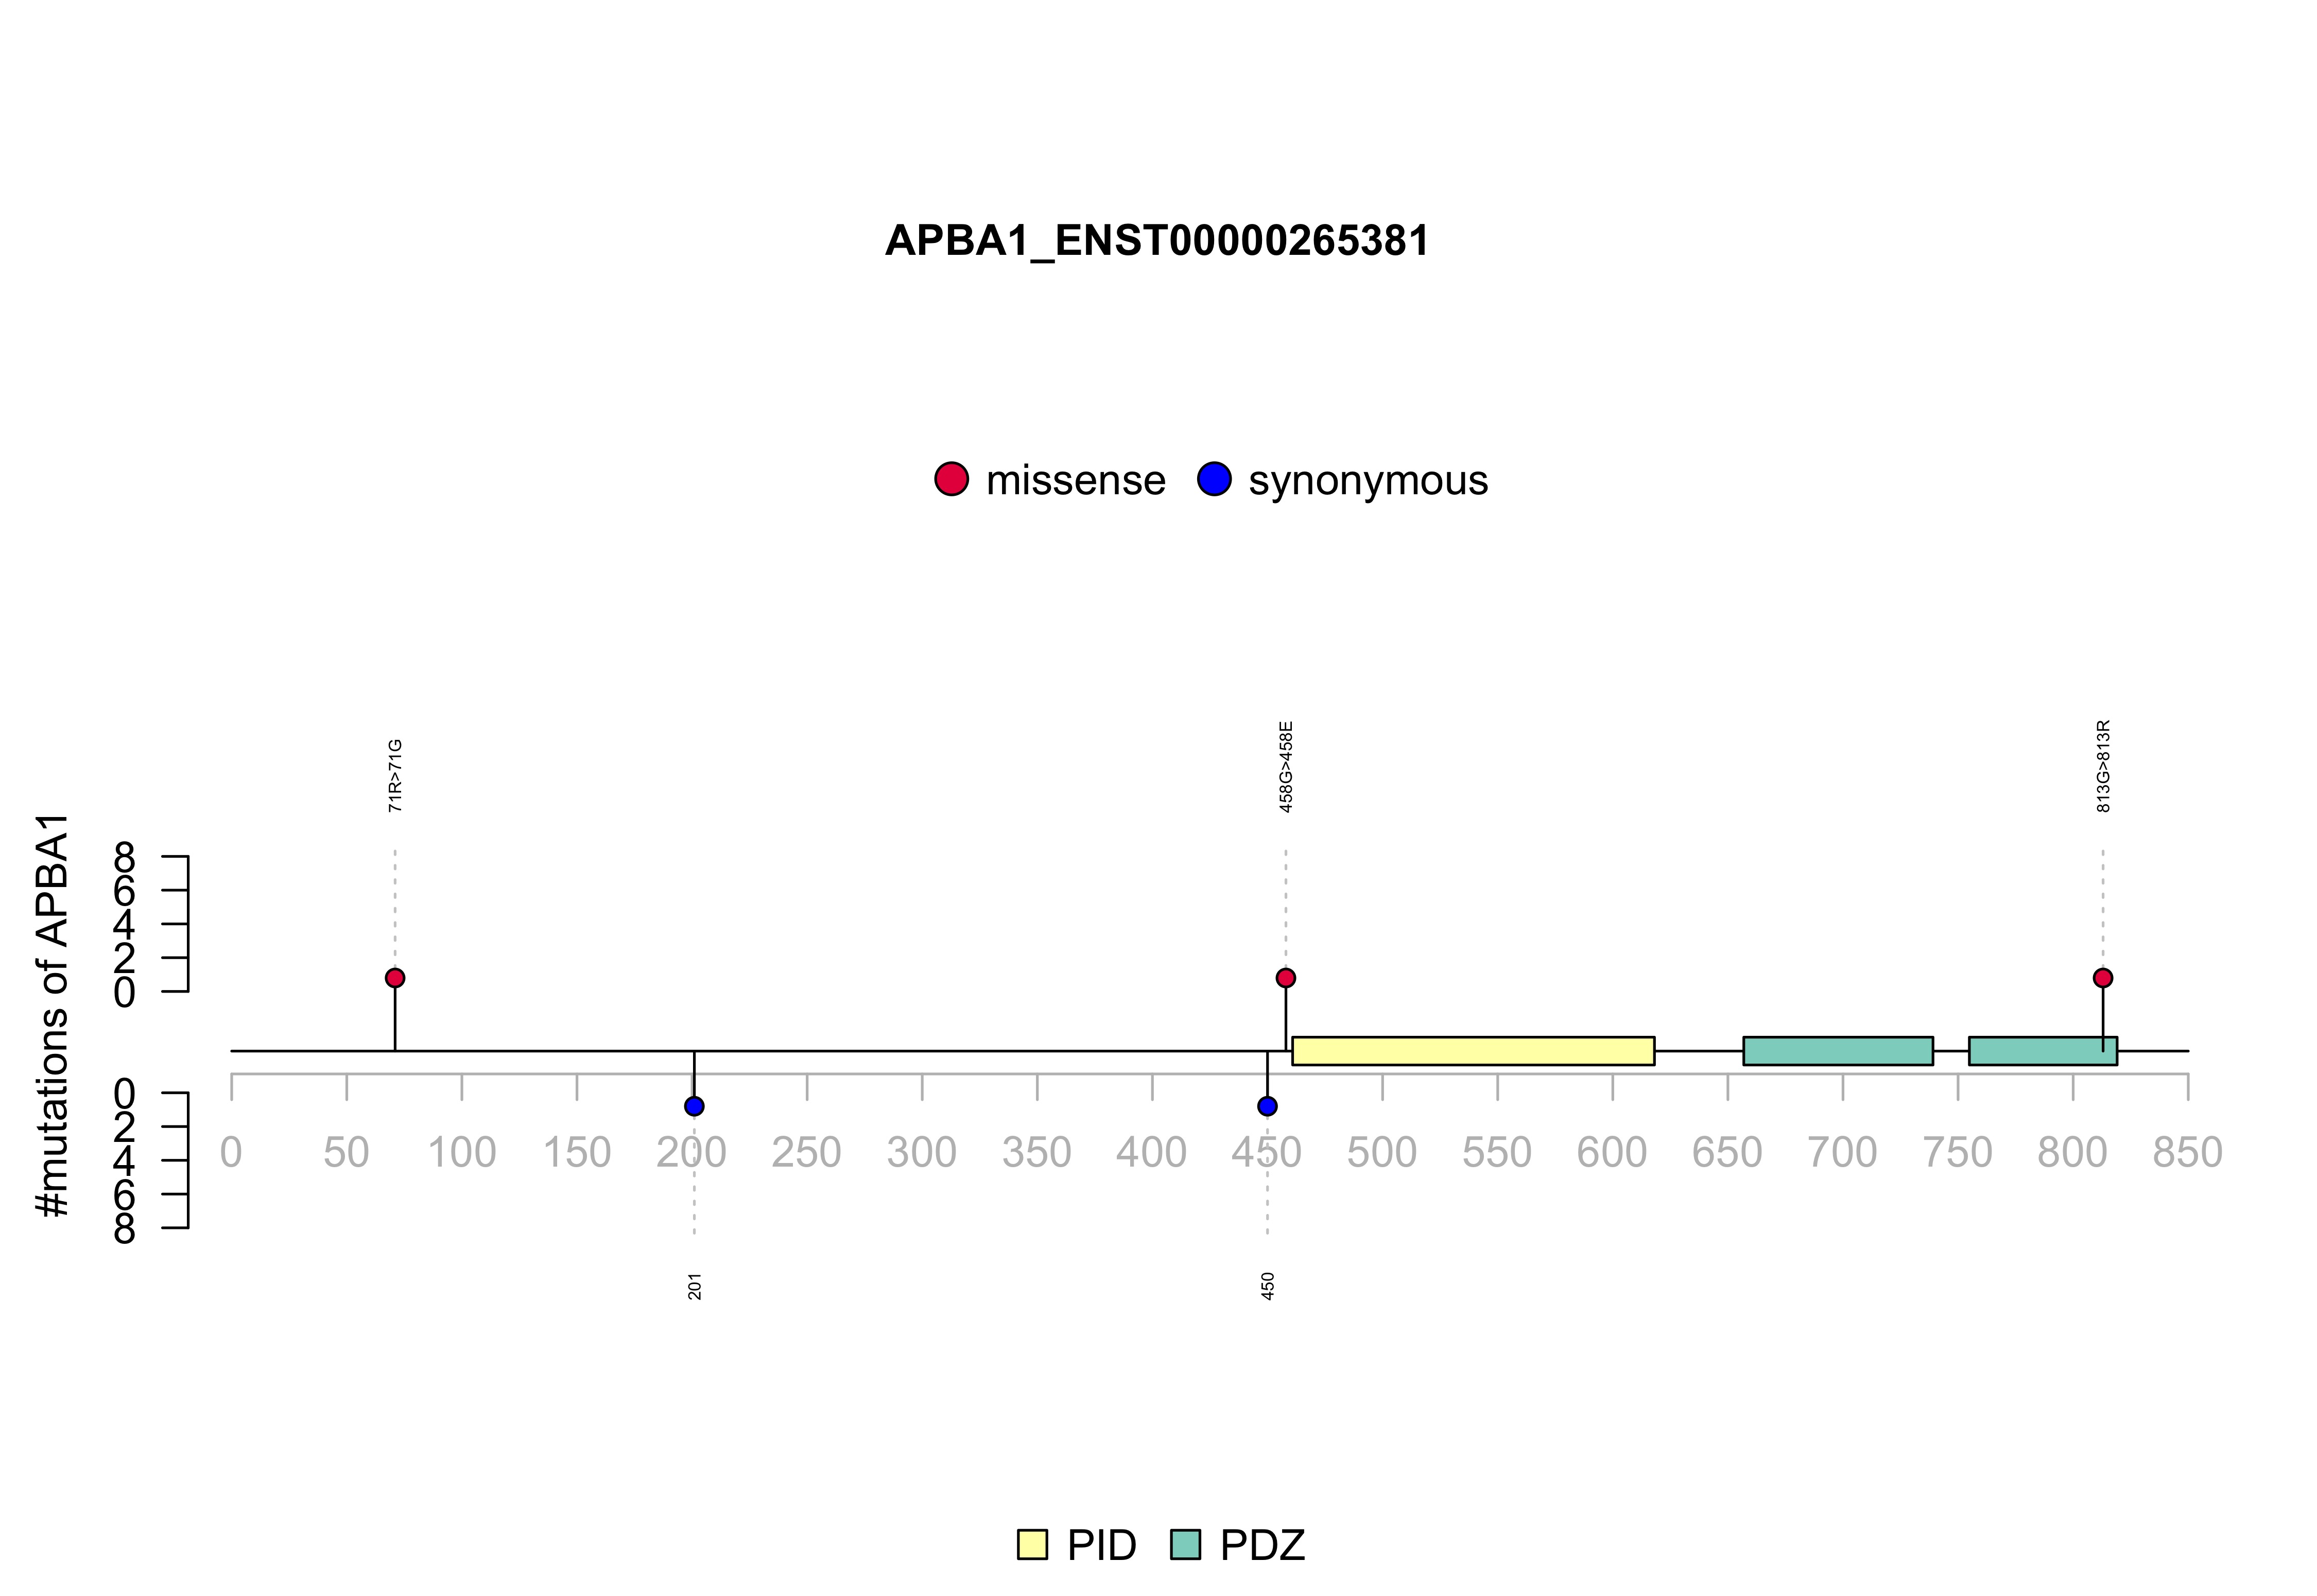 APBA1_ENST00000265381
missense synonymous
71R>71G 458G>458E 813G>813R
#mutations of APBA1
8
6
4
2
0
0
2
4
6
8
0 50 100 150 200 250 300 350 400 450 500 550 600 650 700 750 800 850
201 450
PID PDZ